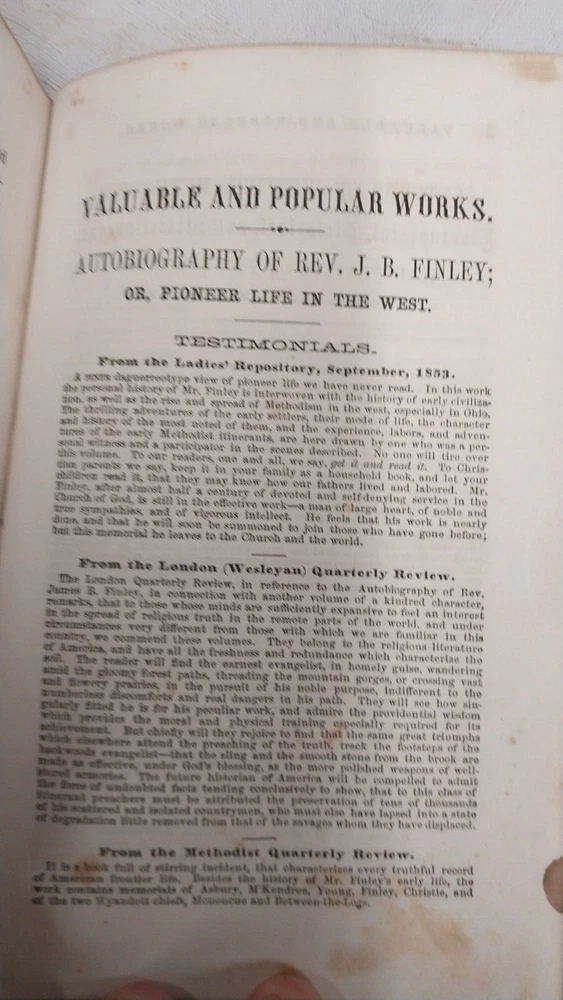 VALUABLE AND POPULAR WORKS.
AUTOBIOGRAPHY OF REV. J. B. FINLEY;
OR, PIONEER LIFE IN THE WEST.
TESTIMONIALS.
From the Ladies' Repository, September, 1853.
A finer daguerreotype view of pioneer life we have never read. In this work
the personal history of Mr. Finley is interwoven with the history of early civiliza-
tion, as well as the rise and spread of Methodism in the west, especially in Ohio.
The thrilling adventures of the early settlers, their mode of life, the character
and history of the most noted of them, and the experience, labors, and adven-
tures of the early Methodist itinerants, are here drawn by one who was a per-
sonal witness and a participator in the scenes described. No one will tire over
this volume. To our readers, one and all, we say, get it and read it. To Chris-
tian parents we say, keep it in your family as a household book, and let your
children read it, that they may know how our fathers lived and labored. Mr.
Finley, after almost half a century of devoted and self-denying service in the
Church of God, is still in the effective work—a man of large heart, of noble and
true sympathies, and of vigorous intellect. He feels that his work is nearly
done, and that he will soon be summoned to join those who have gone before;
but this memorial he leaves to the Church and the world.
From the London (Wesleyan) Quarterly Review.
The London Quarterly Review, in reference to the Autobiography of Rev.
James B. Finley, in connection with another volume of a kindred character,
remarks, that to those whose minds are sufficiently expansive to feel an interest
in the spread of religious truth in the remote parts of the world, and under
circumstances very different from those with which we are familiar in this
country, we commend these volumes. They belong to the religious literature
of America, and have all the freshness and redundance which characterize the
soil. The reader will find the earnest evangelist, in homely guise, wandering
amid the gloomy forest paths, threading the mountain gorges, or crossing vast
and flowery prairies, in the pursuit of his noble purpose, indifferent to the
numberless discomforts and real dangers in his path. They will see how sin-
gularly fitted he is for his peculiar work, and admire the providential wisdom
which provides the moral and physical training especially required for its
achievement. But chiefly will they rejoice to find that the same great triumphs
which elsewhere attend the preaching of the truth, track the footsteps of the
backwoods evangelist—that the sling and the smooth stone from the brook are
made as effective, under God's blessing, as the more polished weapons of well-
stored armories. The future historian of America will be compelled to admit
the force of undoubted facts tending conclusively to show, that to this class of
itinerant preachers must be attributed the preservation of tens of thousands
of his scattered and isolated countrymen, who must else have lapsed into a state
of degradation little removed from that of the savages whom they have displaced.
From the Methodist Quarterly Review.
It is a book full of stirring incident, that characterizes every truthful record
of American frontier life. Besides the history of Mr. Finley's early life, the
work contains memorials of Asbury, M'Kendree, Young, Finley, Christie, and
of the two Wyandott chiefs, Mononcue and Between-the-Logs.